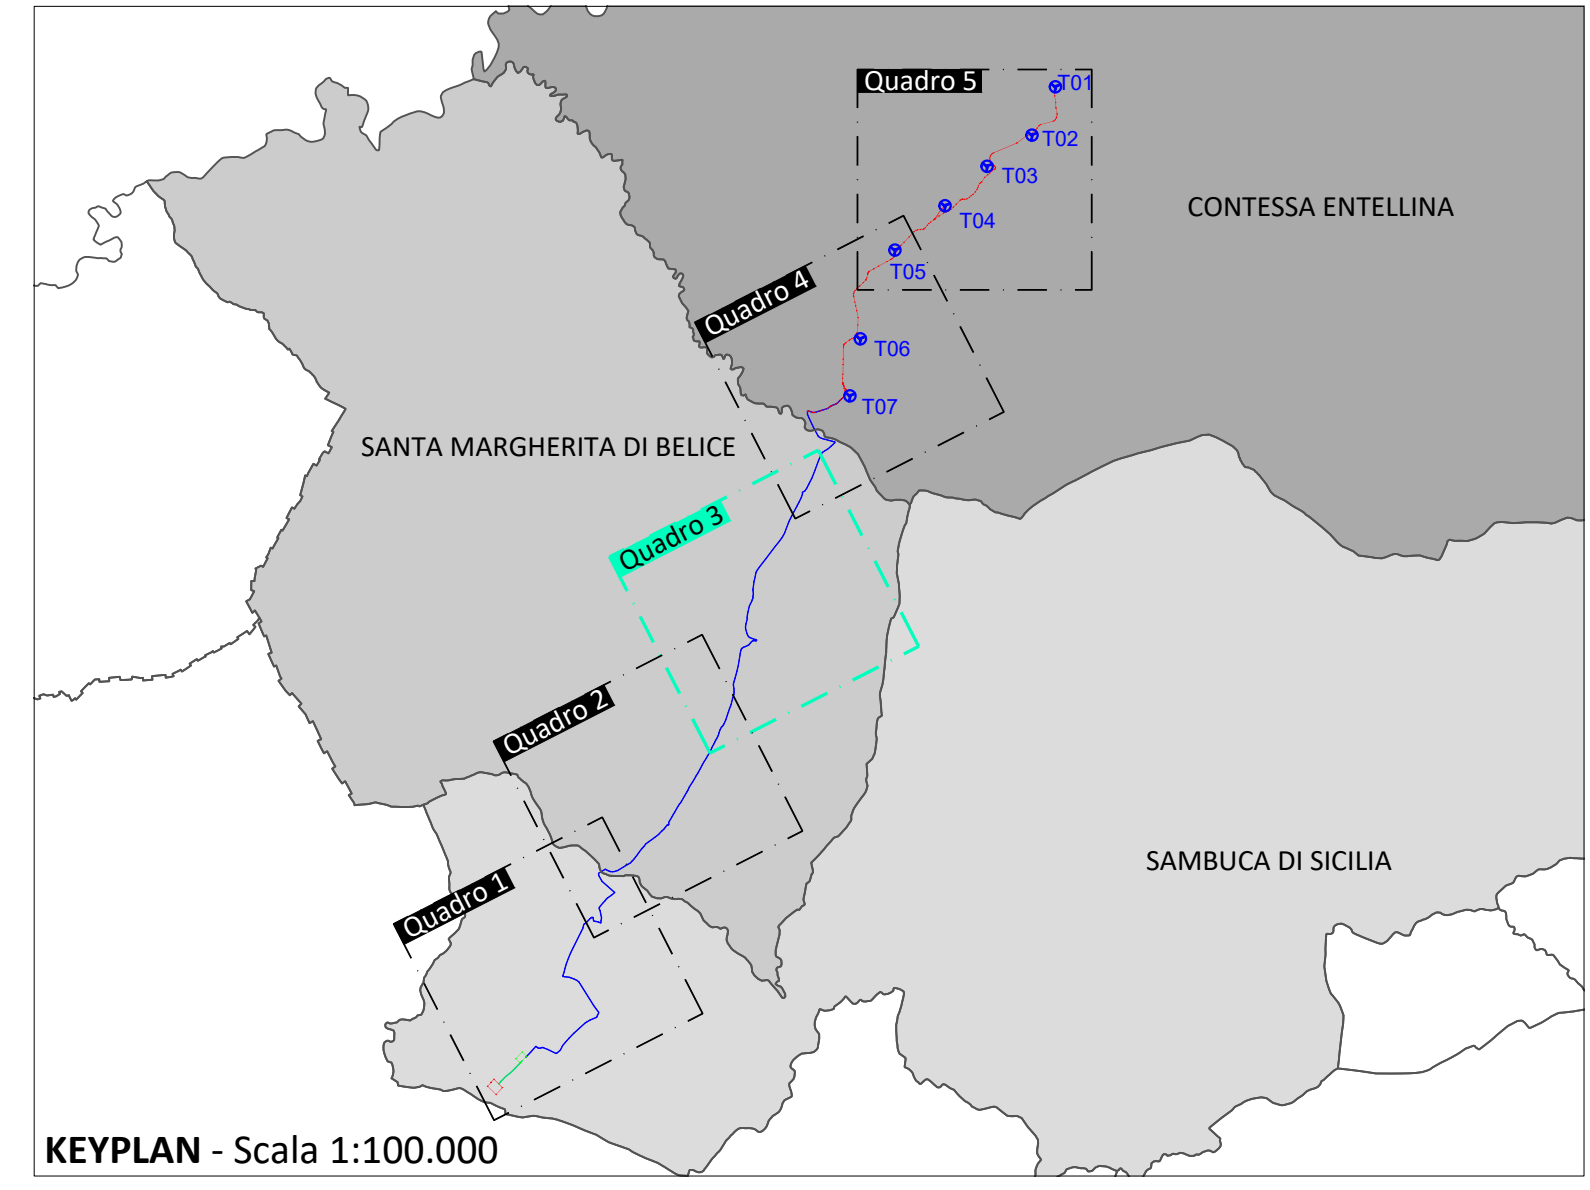 Quadro 5
T01
T02
T03
CONTESSA ENTELLINA
T04
T05
Quadro 4
T06
T07
SANTA MARGHERITA DI BELICE
Quadro 3
Quadro 2
SAMBUCA DI SICILIA
Quadro 1
KEYPLAN - Scala 1:100.000